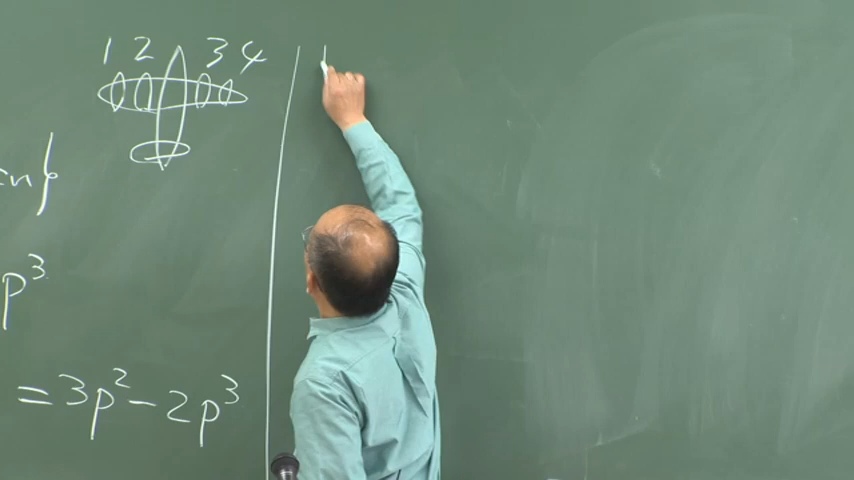 1 2 3 4
p³
= 3p² - 2p³